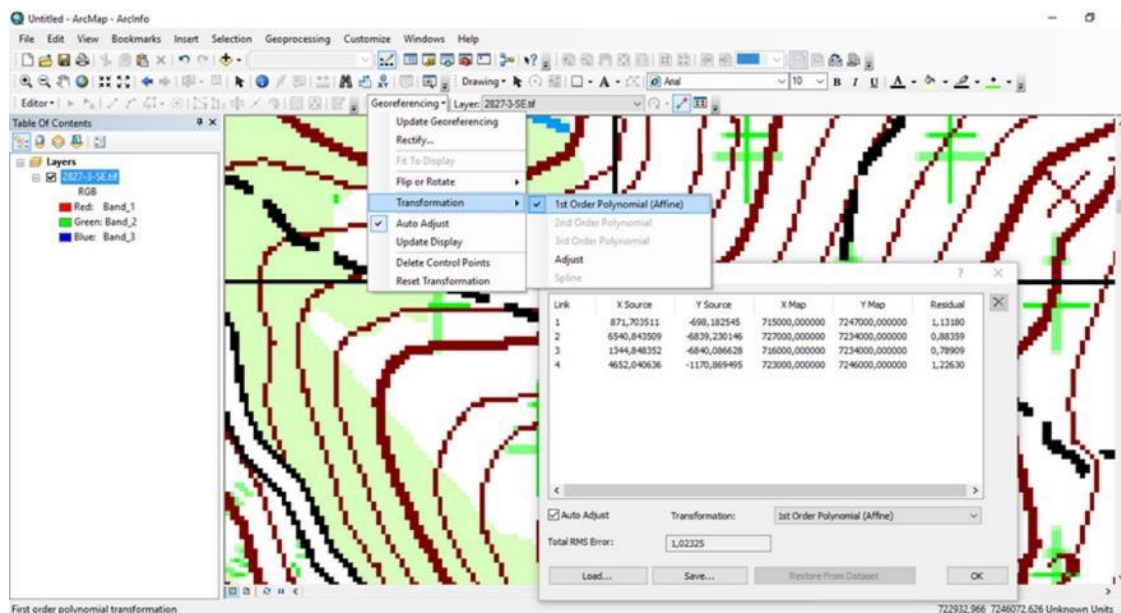 Untitled - ArcMap - ArcInfo
File Edit View Bookmarks Insert Selection Geoprocessing Customize Windows Help
Drawing
Arial
10
B I U A
Editor
Georeferencing
Layer: 2827-3-SE.tif
Table Of Contents
Layers
2827-3-SE.tif
RGB
Red: Band_1
Green: Band_2
Blue: Band_3
Update Georeferencing
Rectify...
Fit To Display
Flip or Rotate
Transformation
Auto Adjust
Update Display
Delete Control Points
Reset Transformation
1st Order Polynomial (Affine)
2nd Order Polynomial
3rd Order Polynomial
Adjust
Spline
Link X Source Y Source X Map Y Map Residual
1 871,703511 -698,182545 715000,000000 7247000,000000 1,13180
2 6540,843509 -6839,230146 727000,000000 7234000,000000 0,88359
3 1344,848352 -6840,086628 716000,000000 7234000,000000 0,78909
4 4652,040636 -1170,869495 723000,000000 7246000,000000 1,22630
Auto Adjust
Transformation:
1st Order Polynomial (Affine)
Total RMS Error:
1,02325
Load...
Save...
Restore From Dataset
OK
First order polynomial transformation
722932,966 7246072,626 Unknown Units